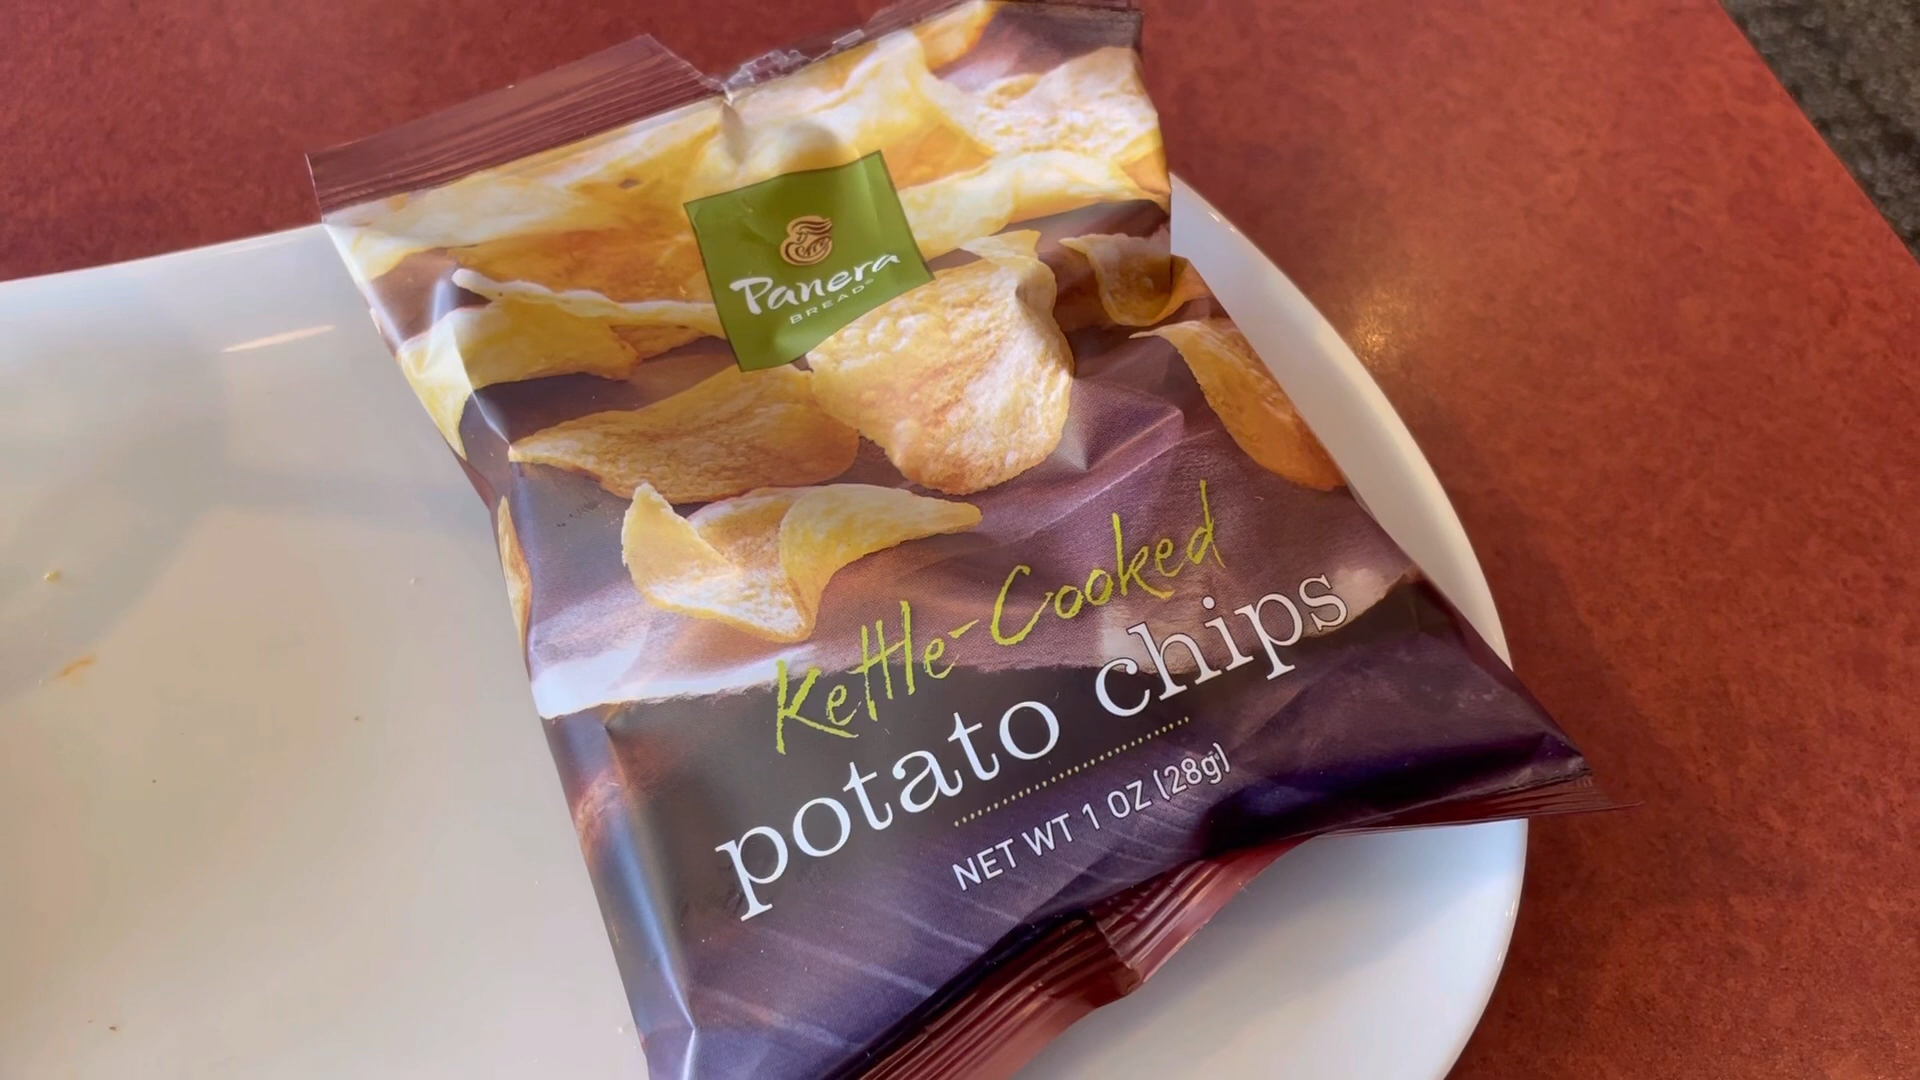 Panera
BREAD®
Kettle-Cooked
potato chips
NET WT 1 OZ (28g)